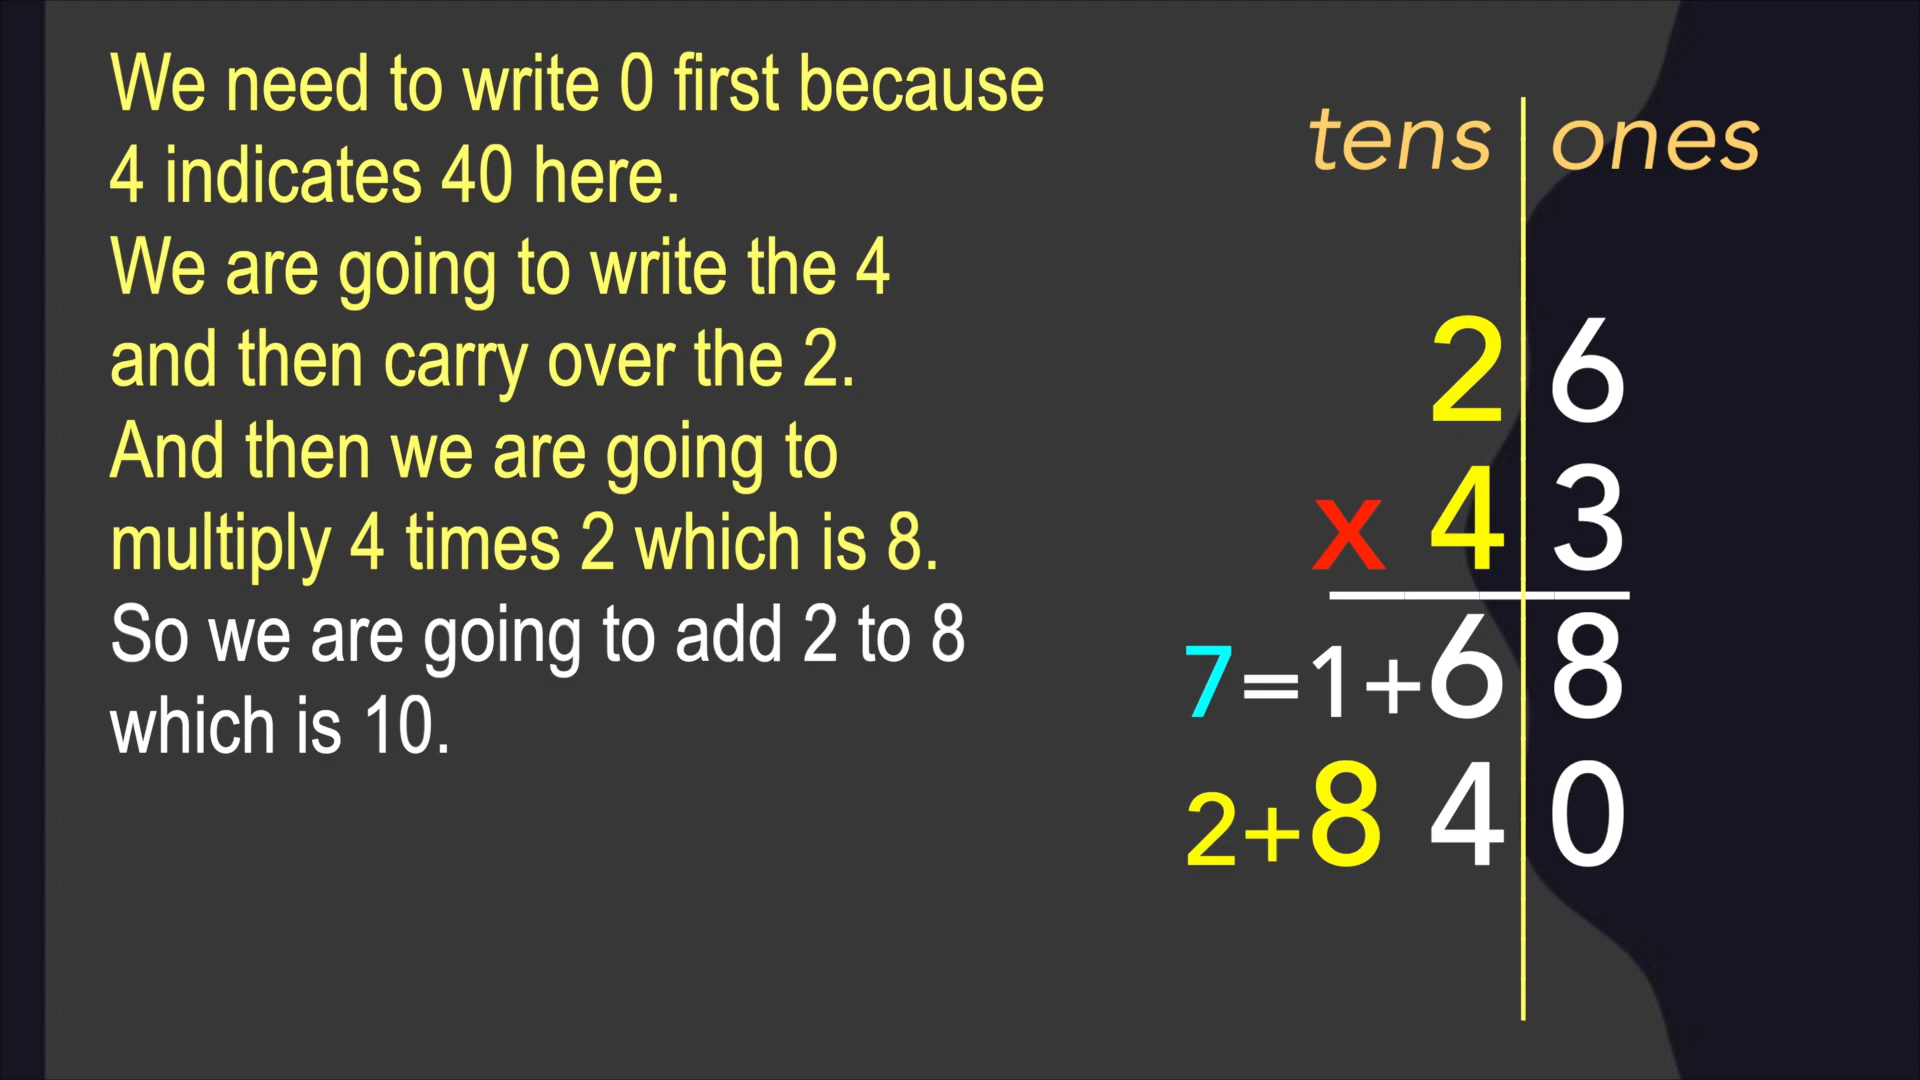 We need to write 0 first because
4 indicates 40 here.
We are going to write the 4
and then carry over the 2.
And then we are going to
multiply 4 times 2 which is 8.
So we are going to add 2 to 8
which is 10.
tens ones
2 6
x 4 3
7=1+6 8
2+8 4 0